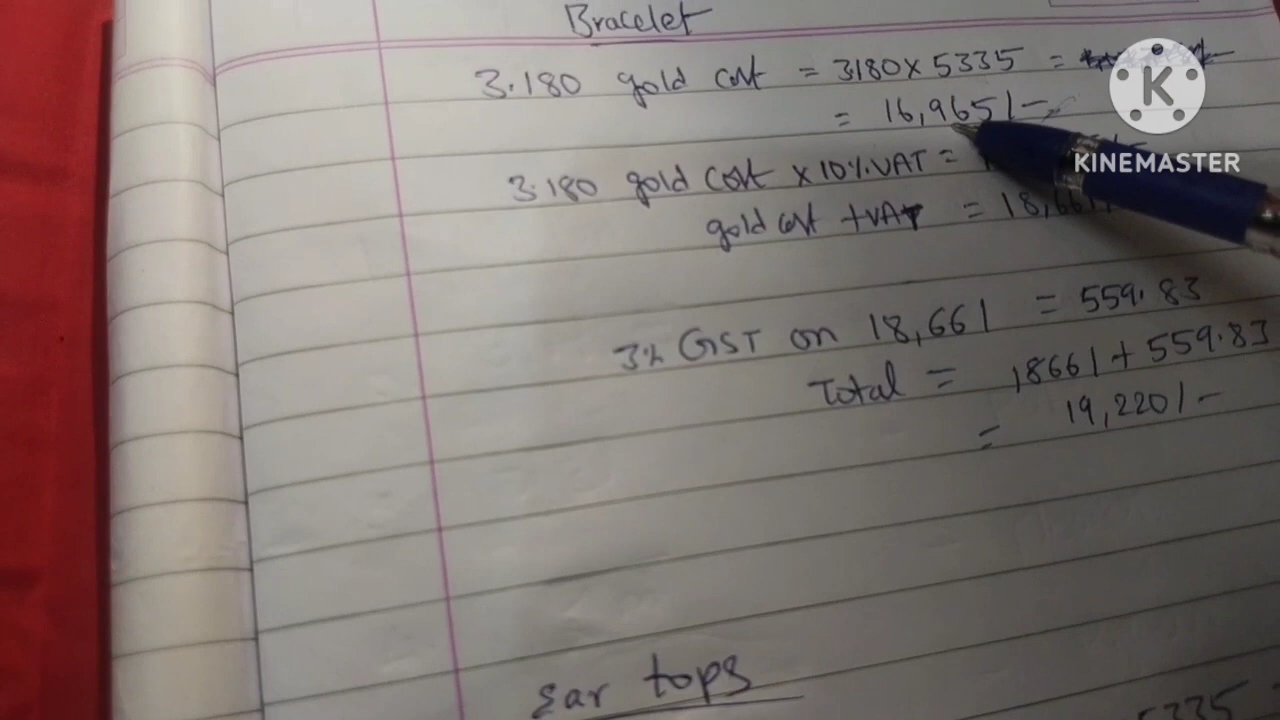 Bracelet
3.180 gold cost = 3180 x 5335 =
= 16,965/-
3.180 gold cost x 10% VAT =
gold cost + VAT = 18,661/
3% GST on 18,661 = 559.83
Total = 18661 + 559.83
= 19,220/-
Ear tops
5335 =
KINEMASTER